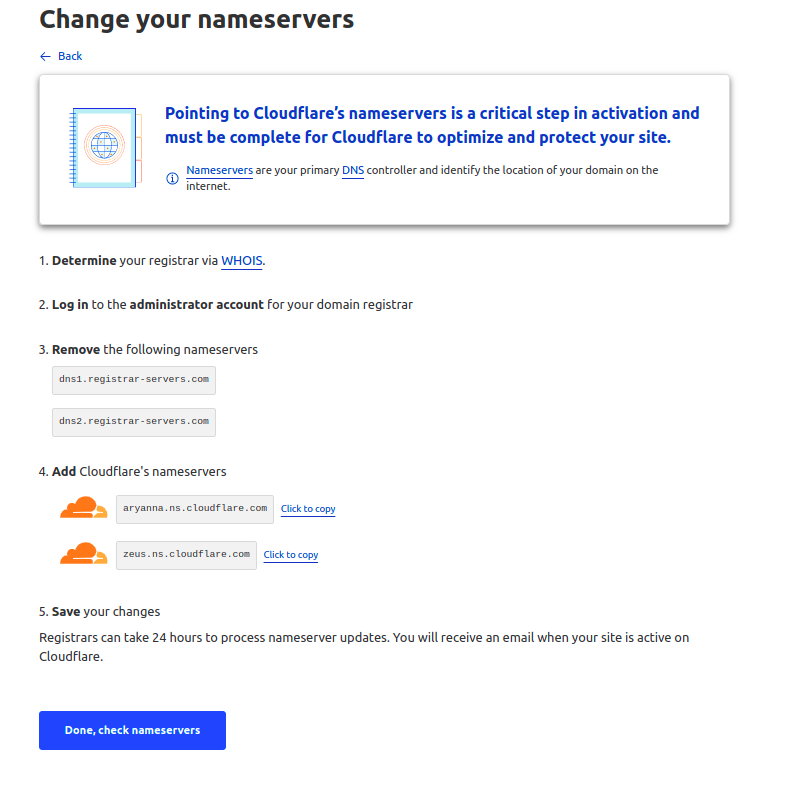 Change your nameservers
← Back
Pointing to Cloudflare’s nameservers is a critical step in activation and
must be complete for Cloudflare to optimize and protect your site.
Nameservers are your primary DNS controller and identify the location of your domain on the
internet.
1. Determine your registrar via WHOIS.
2. Log in to the administrator account for your domain registrar
3. Remove the following nameservers
dns1.registrar-servers.com
dns2.registrar-servers.com
4. Add Cloudflare's nameservers
aryanna.ns.cloudflare.com Click to copy
zeus.ns.cloudflare.com Click to copy
5. Save your changes
Registrars can take 24 hours to process nameserver updates. You will receive an email when your site is active on
Cloudflare.
Done, check nameservers